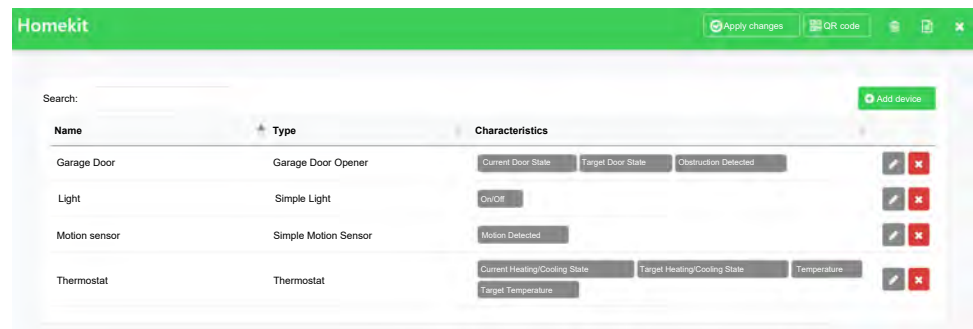 Homekit Apply changes QR code
Search: Add device
Name Type Characteristics
Garage Door Garage Door Opener Current Door State Target Door State Obstruction Detected
Light Simple Light On/Off
Motion sensor Simple Motion Sensor Motion Detected
Thermostat Thermostat Current Heating/Cooling State Target Heating/Cooling State Temperature
Target Temperature